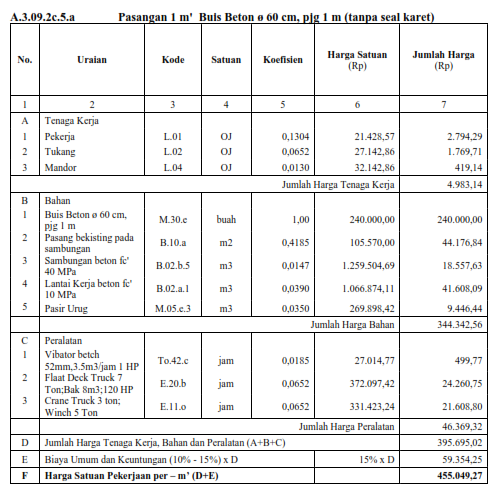 A.3.09.2c.5.a Pasangan 1 m' Buis Beton ø 60 cm, pjg 1 m (tanpa seal karet)
No. Uraian Kode Satuan Koefisien Harga Satuan (Rp) Jumlah Harga (Rp)
1 2 3 4 5 6 7
A Tenaga Kerja
1 Pekerja L.01 OJ 0,1304 21.428,57 2.794,29
2 Tukang L.02 OJ 0,0652 27.142,86 1.769,71
3 Mandor L.04 OJ 0,0130 32.142,86 419,14
Jumlah Harga Tenaga Kerja 4.983,14
B Bahan
1 Buis Beton ø 60 cm, pjg 1 m M.30.e buah 1,00 240.000,00 240.000,00
2 Pasang bekisting pada sambungan B.10.a m2 0,4185 105.570,00 44.176,84
3 Sambungan beton fc' 40 MPa B.02.b.5 m3 0,0147 1.259.504,69 18.557,63
4 Lantai Kerja beton fc' 10 MPa B.02.a.1 m3 0,0390 1.066.874,11 41.608,09
5 Pasir Urug M.05.e.3 m3 0,0350 269.898,42 9.446,44
Jumlah Harga Bahan 344.342,56
C Peralatan
1 Vibator betch 52mm,3.5m3/jam 1 HP To.42.c jam 0,0185 27.014,77 499,77
2 Flaat Deck Truck 7 Ton;Bak 8m3;120 HP E.20.b jam 0,0652 372.097,42 24.260,75
3 Crane Truck 3 ton; Winch 5 Ton E.11.o jam 0,0652 331.423,24 21.608,80
Jumlah Harga Peralatan 46.369,32
D Jumlah Harga Tenaga Kerja, Bahan dan Peralatan (A+B+C) 395.695,02
E Biaya Umum dan Keuntungan (10% - 15%) x D 15% x D 59.354,25
F Harga Satuan Pekerjaan per – m' (D+E) 455.049,27